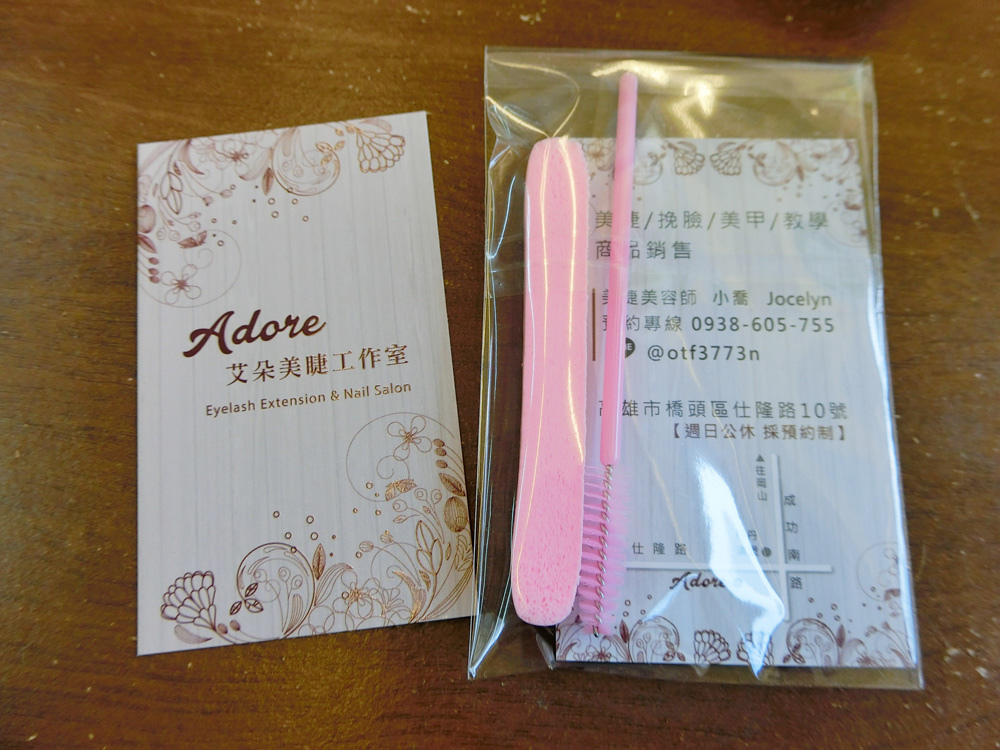 Adore
艾朵美睫工作室
Eyelash Extension & Nail Salon
美睫/挽臉/美甲/教學
商品銷售
美睫美容師 小喬 Jocelyn
預約專線 0938-605-755
@otf3773n
高雄市橋頭區仕隆路10號
【週日公休 採預約制】
▲往岡山
成功南路
仕隆路
丹
Adore